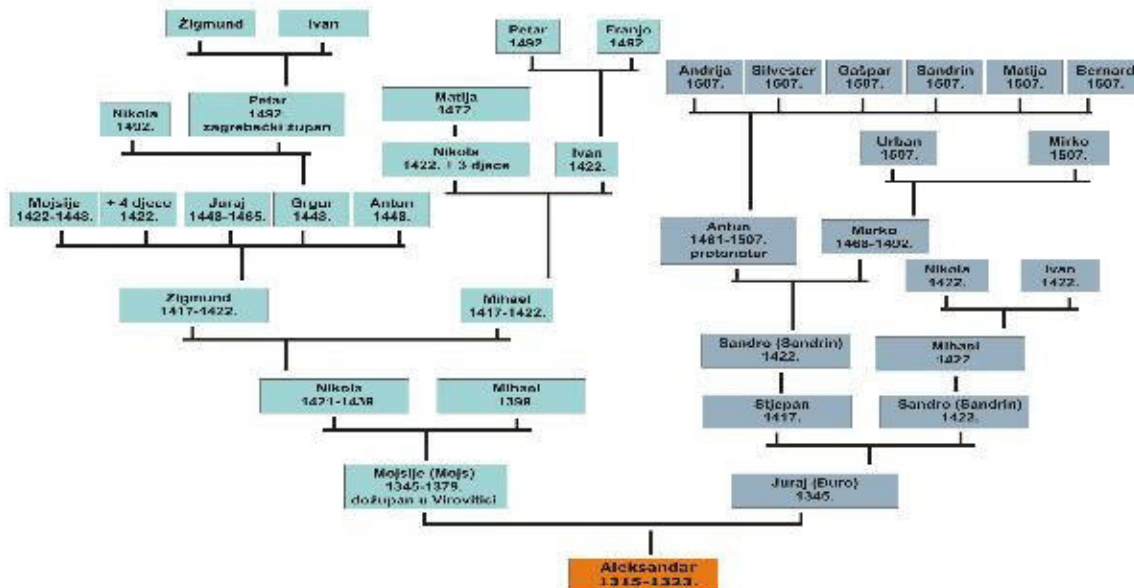 Žigmund
Ivan
Petar
1492
Franjo
1492
Andrija
1507.
Silvester
1507.
Gašpar
1507.
Sandrin
1507.
Matija
1507.
Bernard
1507.
Nikola
1492.
Petar
1492
zagrebački župan
Matija
1477
Nikola
1422. + 3 djece
Ivan
1422.
Urban
1507.
Mirko
1507.
Mojsije
1422-1448.
+ 4 djece
1422.
Juraj
1448-1465.
Grgur
1448.
Antun
1448.
Antun
1461-1507.
protonotar
Marko
1468-1492.
Nikola
1422.
Ivan
1422.
Žigmund
1417-1422.
Mihael
1417-1422.
Sandro (Sandrin)
1422.
Mihael
1422
Nikola
1421-1438
Mihael
1398
Stjepan
1417.
Sandro (Sandrin)
1422.
Mojsije (Mojs)
1345-1379.
dožupan u Virovitici
Juraj (Đuro)
1345.
Aleksandar
1315-1323.